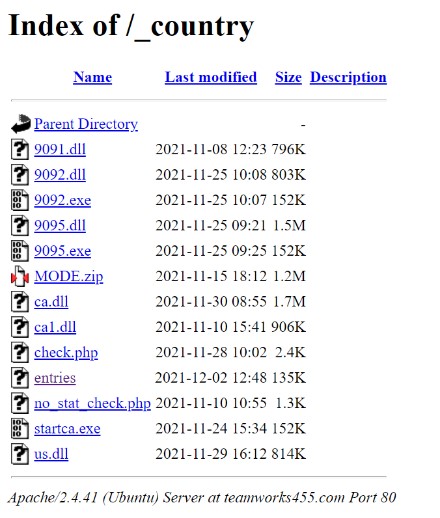 Index of /_country
Name Last modified Size Description
Parent Directory -
9091.dll 2021-11-08 12:23 796K
9092.dll 2021-11-25 10:08 803K
9092.exe 2021-11-25 10:07 152K
9095.dll 2021-11-25 09:21 1.5M
9095.exe 2021-11-25 09:25 152K
MODE.zip 2021-11-15 18:12 1.2M
ca.dll 2021-11-30 08:55 1.7M
ca1.dll 2021-11-10 15:41 906K
check.php 2021-11-28 10:02 2.4K
entries 2021-12-02 12:48 135K
no_stat_check.php 2021-11-10 10:55 1.3K
startca.exe 2021-11-24 15:34 152K
us.dll 2021-11-29 16:12 814K
Apache/2.4.41 (Ubuntu) Server at teamworks455.com Port 80